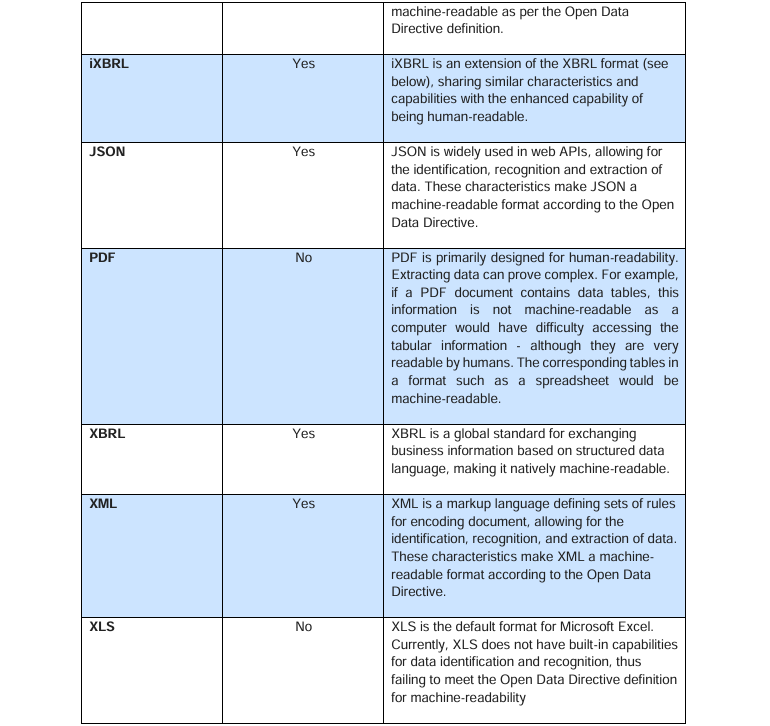 machine-readable as per the Open Data
Directive definition.
iXBRL
Yes
iXBRL is an extension of the XBRL format (see
below), sharing similar characteristics and
capabilities with the enhanced capability of
being human-readable.
JSON
Yes
JSON is widely used in web APIs, allowing for
the identification, recognition and extraction of
data. These characteristics make JSON a
machine-readable format according to the Open
Data Directive.
PDF
No
PDF is primarily designed for human-readability.
Extracting data can prove complex. For example,
if a PDF document contains data tables, this
information is not machine-readable as a
computer would have difficulty accessing the
tabular information - although they are very
readable by humans. The corresponding tables in
a format such as a spreadsheet would be
machine-readable.
XBRL
Yes
XBRL is a global standard for exchanging
business information based on structured data
language, making it natively machine-readable.
XML
Yes
XML is a markup language defining sets of rules
for encoding document, allowing for the
identification, recognition, and extraction of data.
These characteristics make XML a machine-
readable format according to the Open Data
Directive.
XLS
No
XLS is the default format for Microsoft Excel.
Currently, XLS does not have built-in capabilities
for data identification and recognition, thus
failing to meet the Open Data Directive definition
for machine-readability